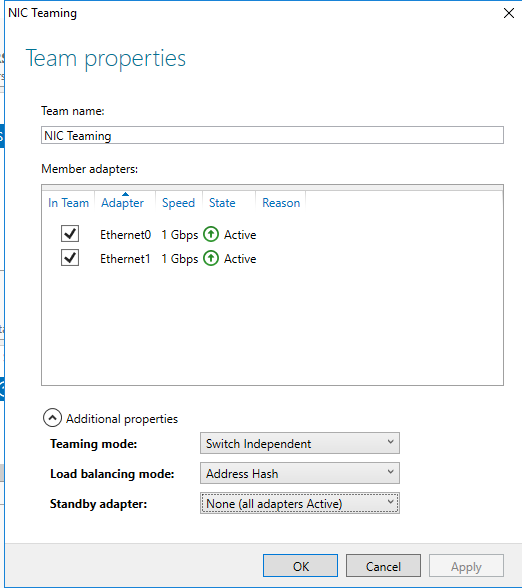 NIC Teaming
Team properties
Team name:
NIC Teaming
Member adapters:
In Team Adapter Speed State Reason
Ethernet0 1 Gbps Active
Ethernet1 1 Gbps Active
Additional properties
Teaming mode: Switch Independent
Load balancing mode: Address Hash
Standby adapter: None (all adapters Active)
OK Cancel Apply